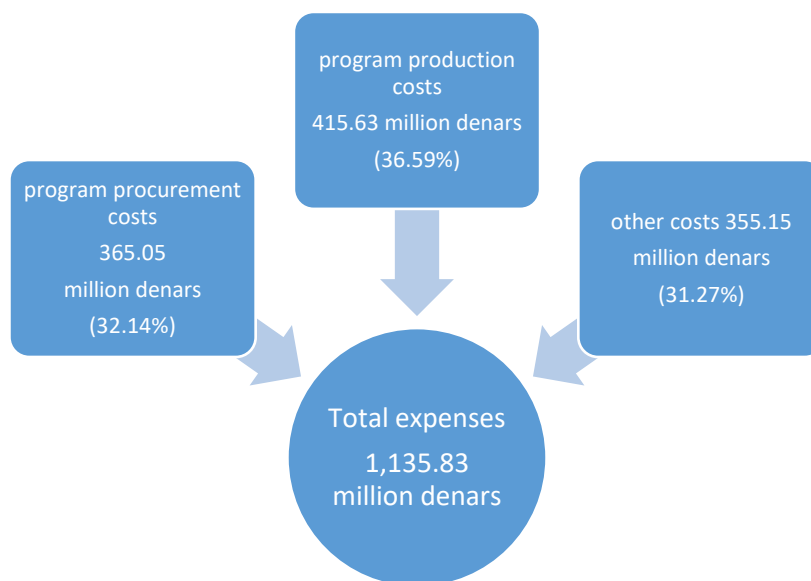 program production
costs
415.63 million denars
(36.59%)
program procurement
costs
365.05
million denars
(32.14%)
other costs 355.15
million denars
(31.27%)
Total expenses
1,135.83
million denars